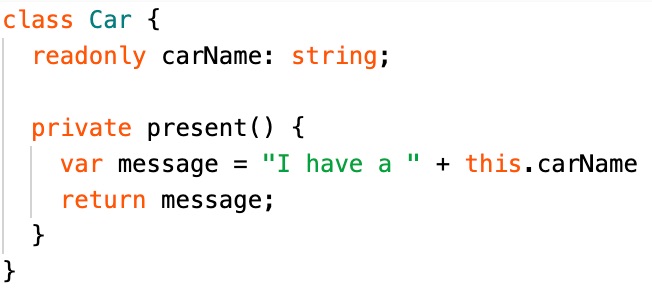 class Car {
  readonly carName: string;

  private present() {
    var message = "I have a " + this.carName
    return message;
  }
}